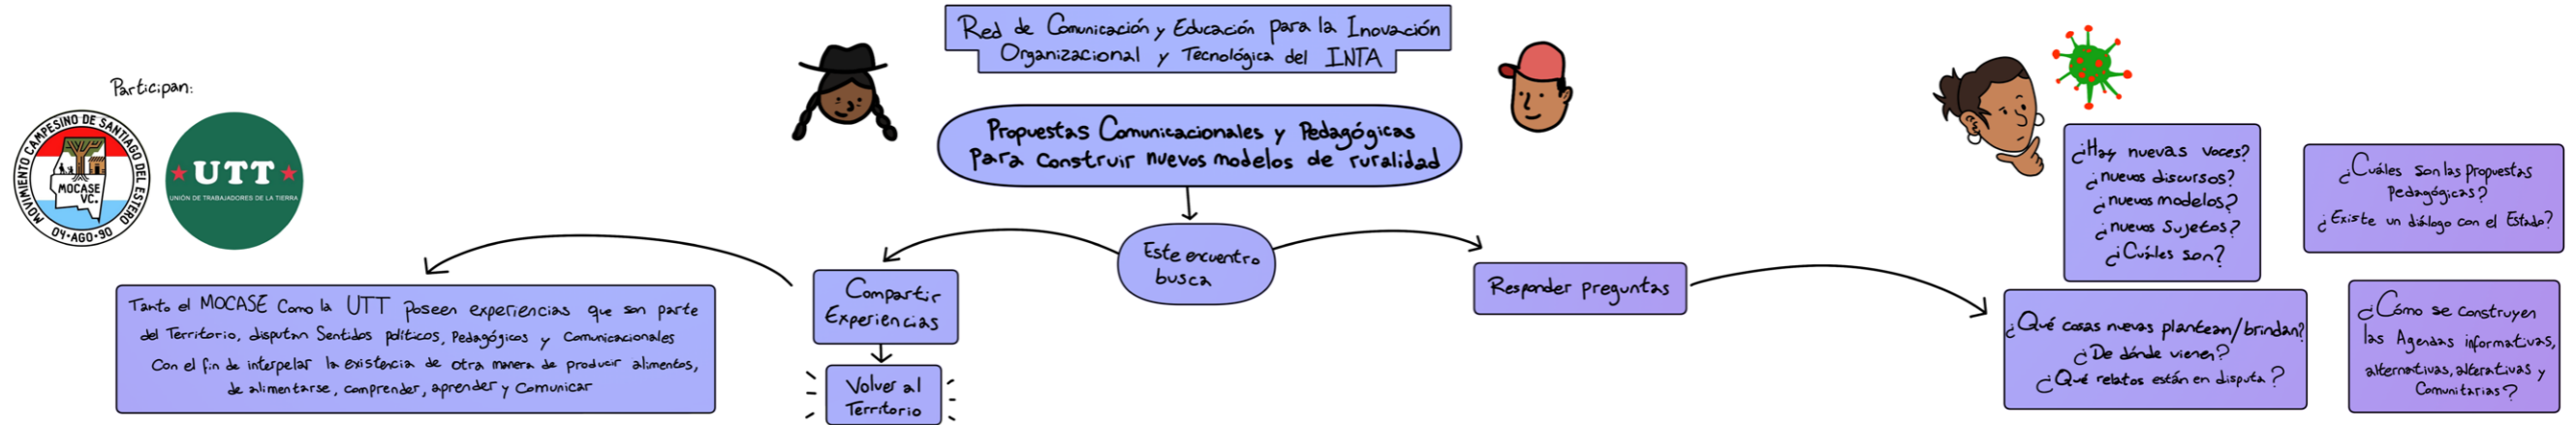 Red de Comunicación y Educación para la Inovación
Organizacional y Tecnológica del INTA
Participan:
MOVIMIENTO CAMPESINO DE SANTIAGO DEL ESTERO
MOCASE
VC.
04·AGO·90
UTT
UNIÓN DE TRABAJADORES DE LA TIERRA
Propuestas Comunicacionales y Pedagógicas
para construir nuevos modelos de ruralidad
Este encuentro
busca
Compartir
Experiencias
Volver al
Territorio
Tanto el MOCASE Como la UTT poseen experiencias que son parte
del Territorio, disputan Sentidos políticos, Pedagógicos y Comunicacionales
Con el fin de interpelar la existencia de otra manera de producir alimentos,
de alimentarse, comprender, aprender y Comunicar
Responder preguntas
¿Hay nuevas voces?
¿nuevos discursos?
¿nuevos modelos?
¿nuevos Sujetos?
¿Cuáles son?
¿Qué cosas nuevas plantean/brindan?
¿De dónde vienen?
¿Qué relatos están en disputa?
¿Cuáles son las propuestas
pedagógicas?
¿Existe un diálogo con el Estado?
¿Cómo se construyen
las Agendas informativas,
alternativas, alterativas y
Comunitarias?